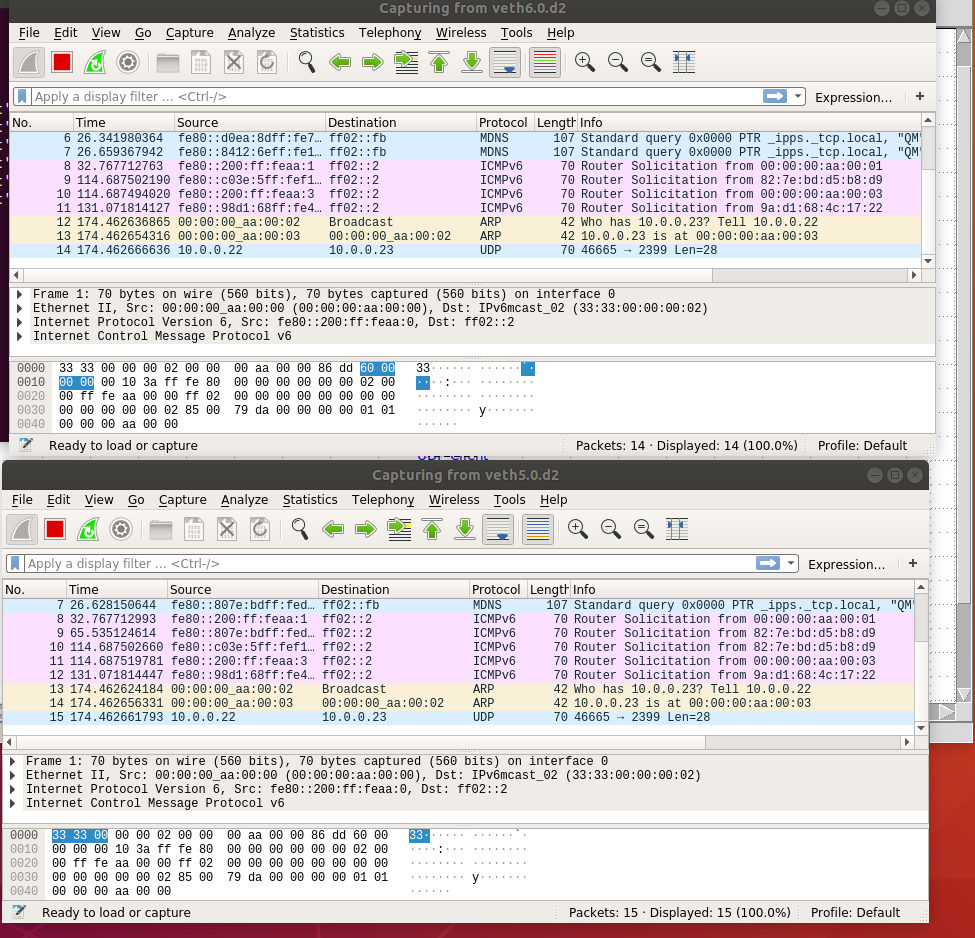 Capturing from veth6.0.d2
File Edit View Go Capture Analyze Statistics Telephony Wireless Tools Help
Apply a display filter ... <Ctrl-/> Expression... +
No. Time Source Destination Protocol Length Info
6 26.341980364 fe80::d0ea:8dff:fe7… ff02::fb MDNS 107 Standard query 0x0000 PTR _ipps._tcp.local, "QM"
7 26.659367942 fe80::8412:6eff:fe1… ff02::fb MDNS 107 Standard query 0x0000 PTR _ipps._tcp.local, "QM"
8 32.767712763 fe80::200:ff:feaa:1 ff02::2 ICMPv6 70 Router Solicitation from 00:00:00:aa:00:01
9 114.687502190 fe80::c03e:5ff:fef1… ff02::2 ICMPv6 70 Router Solicitation from 82:7e:bd:d5:b8:d9
10 114.687494020 fe80::200:ff:feaa:3 ff02::2 ICMPv6 70 Router Solicitation from 00:00:00:aa:00:03
11 131.071814127 fe80::98d1:68ff:fe4… ff02::2 ICMPv6 70 Router Solicitation from 9a:d1:68:4c:17:22
12 174.462636865 00:00:00_aa:00:02 Broadcast ARP 42 Who has 10.0.0.23? Tell 10.0.0.22
13 174.462654316 00:00:00_aa:00:03 00:00:00_aa:00:02 ARP 42 10.0.0.23 is at 00:00:00:aa:00:03
14 174.462666636 10.0.0.22 10.0.0.23 UDP 70 46665 → 2399 Len=28
Frame 1: 70 bytes on wire (560 bits), 70 bytes captured (560 bits) on interface 0
Ethernet II, Src: 00:00:00_aa:00:00 (00:00:00:aa:00:00), Dst: IPv6mcast_02 (33:33:00:00:00:02)
Internet Protocol Version 6, Src: fe80::200:ff:feaa:0, Dst: ff02::2
Internet Control Message Protocol v6
0000 33 33 00 00 00 02 00 00 00 aa 00 00 86 dd 60 00 33······ ······`·
0010 00 00 00 10 3a ff fe 80 00 00 00 00 00 00 02 00 ····:··· ········
0020 00 ff fe aa 00 00 ff 02 00 00 00 00 00 00 00 00 ········ ········
0030 00 00 00 00 00 02 85 00 79 da 00 00 00 00 01 01 ········ y·······
0040 00 00 00 aa 00 00 ······
Ready to load or capture Packets: 14 · Displayed: 14 (100.0%) Profile: Default
Capturing from veth5.0.d2
File Edit View Go Capture Analyze Statistics Telephony Wireless Tools Help
Apply a display filter ... <Ctrl-/> Expression... +
No. Time Source Destination Protocol Length Info
7 26.628150644 fe80::807e:bdff:fed… ff02::fb MDNS 107 Standard query 0x0000 PTR _ipps._tcp.local, "QM"
8 32.767712993 fe80::200:ff:feaa:1 ff02::2 ICMPv6 70 Router Solicitation from 00:00:00:aa:00:01
9 65.535124614 fe80::807e:bdff:fed… ff02::2 ICMPv6 70 Router Solicitation from 82:7e:bd:d5:b8:d9
10 114.687502660 fe80::c03e:5ff:fef1… ff02::2 ICMPv6 70 Router Solicitation from 82:7e:bd:d5:b8:d9
11 114.687519781 fe80::200:ff:feaa:3 ff02::2 ICMPv6 70 Router Solicitation from 00:00:00:aa:00:03
12 131.071814447 fe80::98d1:68ff:fe4… ff02::2 ICMPv6 70 Router Solicitation from 9a:d1:68:4c:17:22
13 174.462624184 00:00:00_aa:00:02 Broadcast ARP 42 Who has 10.0.0.23? Tell 10.0.0.22
14 174.462656331 00:00:00_aa:00:03 00:00:00_aa:00:02 ARP 42 10.0.0.23 is at 00:00:00:aa:00:03
15 174.462661793 10.0.0.22 10.0.0.23 UDP 70 46665 → 2399 Len=28
Frame 1: 70 bytes on wire (560 bits), 70 bytes captured (560 bits) on interface 0
Ethernet II, Src: 00:00:00_aa:00:00 (00:00:00:aa:00:00), Dst: IPv6mcast_02 (33:33:00:00:00:02)
Internet Protocol Version 6, Src: fe80::200:ff:feaa:0, Dst: ff02::2
Internet Control Message Protocol v6
0000 33 33 00 00 00 02 00 00 00 aa 00 00 86 dd 60 00 33······ ······`·
0010 00 00 00 10 3a ff fe 80 00 00 00 00 00 00 02 00 ····:··· ········
0020 00 ff fe aa 00 00 ff 02 00 00 00 00 00 00 00 00 ········ ········
0030 00 00 00 00 00 02 85 00 79 da 00 00 00 00 01 01 ········ y·······
0040 00 00 00 aa 00 00 ······
Ready to load or capture Packets: 15 · Displayed: 15 (100.0%) Profile: Default